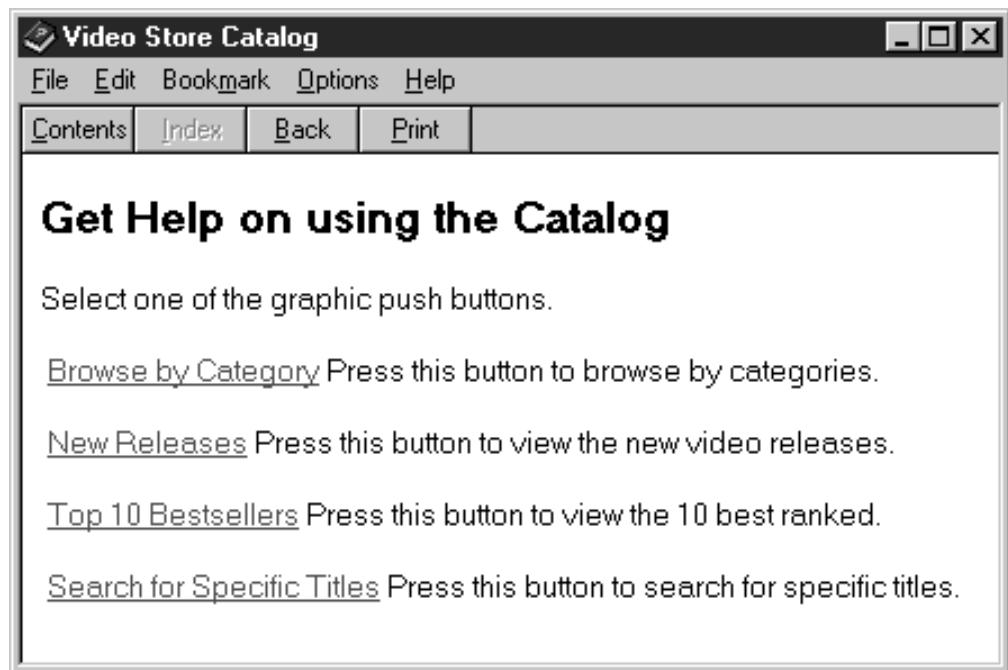 Video Store Catalog
File Edit Bookmark Options Help
Contents Index Back Print
Get Help on using the Catalog
Select one of the graphic push buttons.
Browse by Category Press this button to browse by categories.
New Releases Press this button to view the new video releases.
Top 10 Bestsellers Press this button to view the 10 best ranked.
Search for Specific Titles Press this button to search for specific titles.